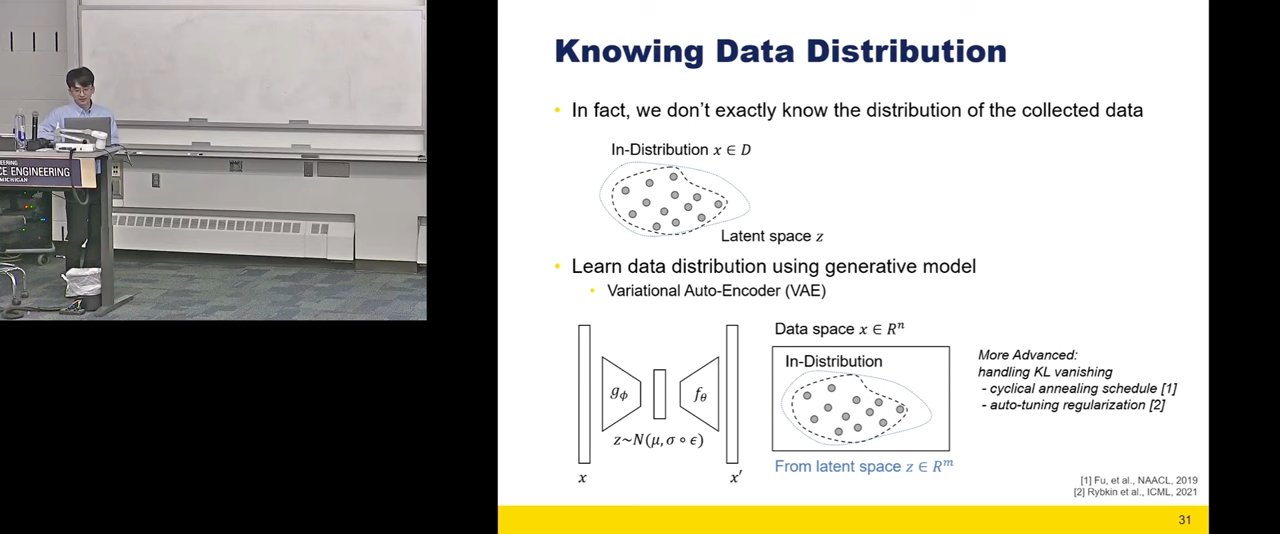 NEERING
CE ENGINEERING
MICHIGAN
Knowing Data Distribution
• In fact, we don't exactly know the distribution of the collected data
In-Distribution x ∈ D
Latent space z
• Learn data distribution using generative model
• Variational Auto-Encoder (VAE)
Data space x ∈ Rⁿ
In-Distribution
g_ϕ
f_θ
z~N(μ, σ ∘ ϵ)
x
x′
From latent space z ∈ Rᵐ
More Advanced:
handling KL vanishing
- cyclical annealing schedule [1]
- auto-tuning regularization [2]
[1] Fu, et al., NAACL, 2019
[2] Rybkin et al., ICML, 2021
31